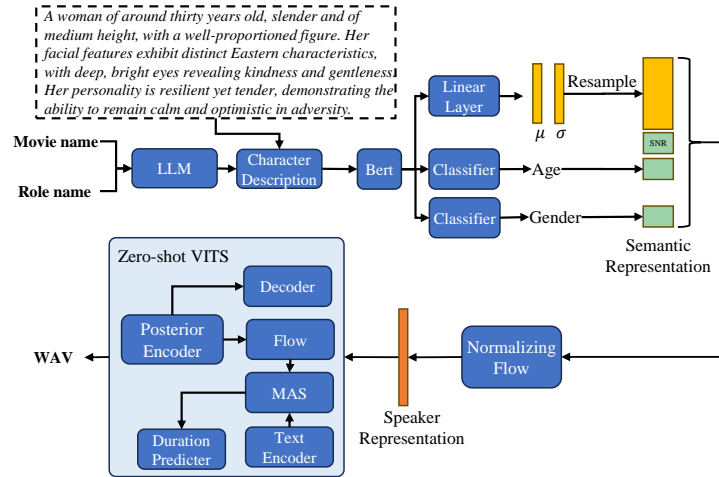 A woman of around thirty years old, slender and of
medium height, with a well-proportioned figure. Her
facial features exhibit distinct Eastern characteristics,
with deep, bright eyes revealing kindness and gentleness.
Her personality is resilient yet tender, demonstrating the
ability to remain calm and optimistic in adversity.
Movie name
Role name
LLM
Character
Description
Bert
Linear
Layer
μ σ
Resample
SNR
Classifier
Age
Classifier
Gender
Semantic
Representation
Zero-shot VITS
Decoder
Posterior
Encoder
Flow
MAS
Duration
Predicter
Text
Encoder
WAV
Speaker
Representation
Normalizing
Flow